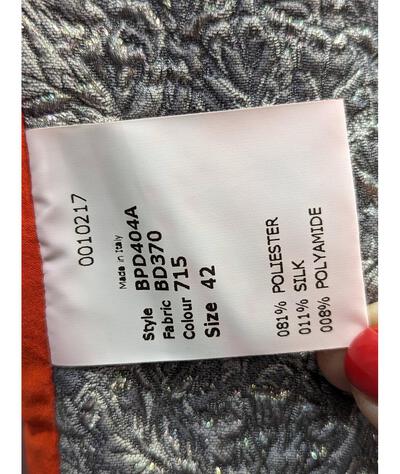 0010217
Made in Italy
Style BPD404A
Fabric BD370
Colour 715
Size 42
081% POLIESTER
011% SILK
008% POLYAMIDE